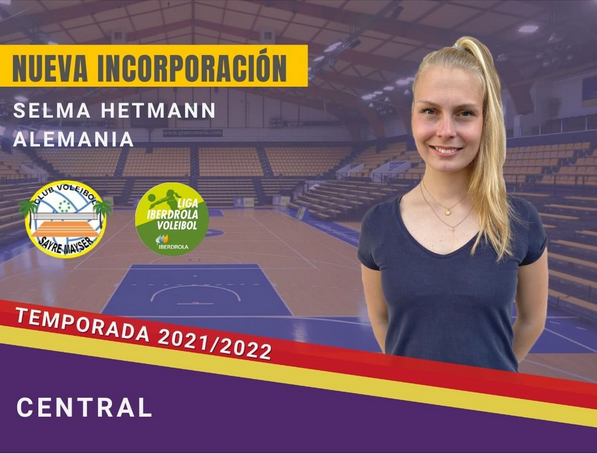 NUEVA INCORPORACIÓN
SELMA HETMANN
ALEMANIA
CLUB VOLEIBOL
SAYRE-MAYSER
LIGA
IBERDROLA
VOLEIBOL
IBERDROLA
TEMPORADA 2021/2022
CENTRAL